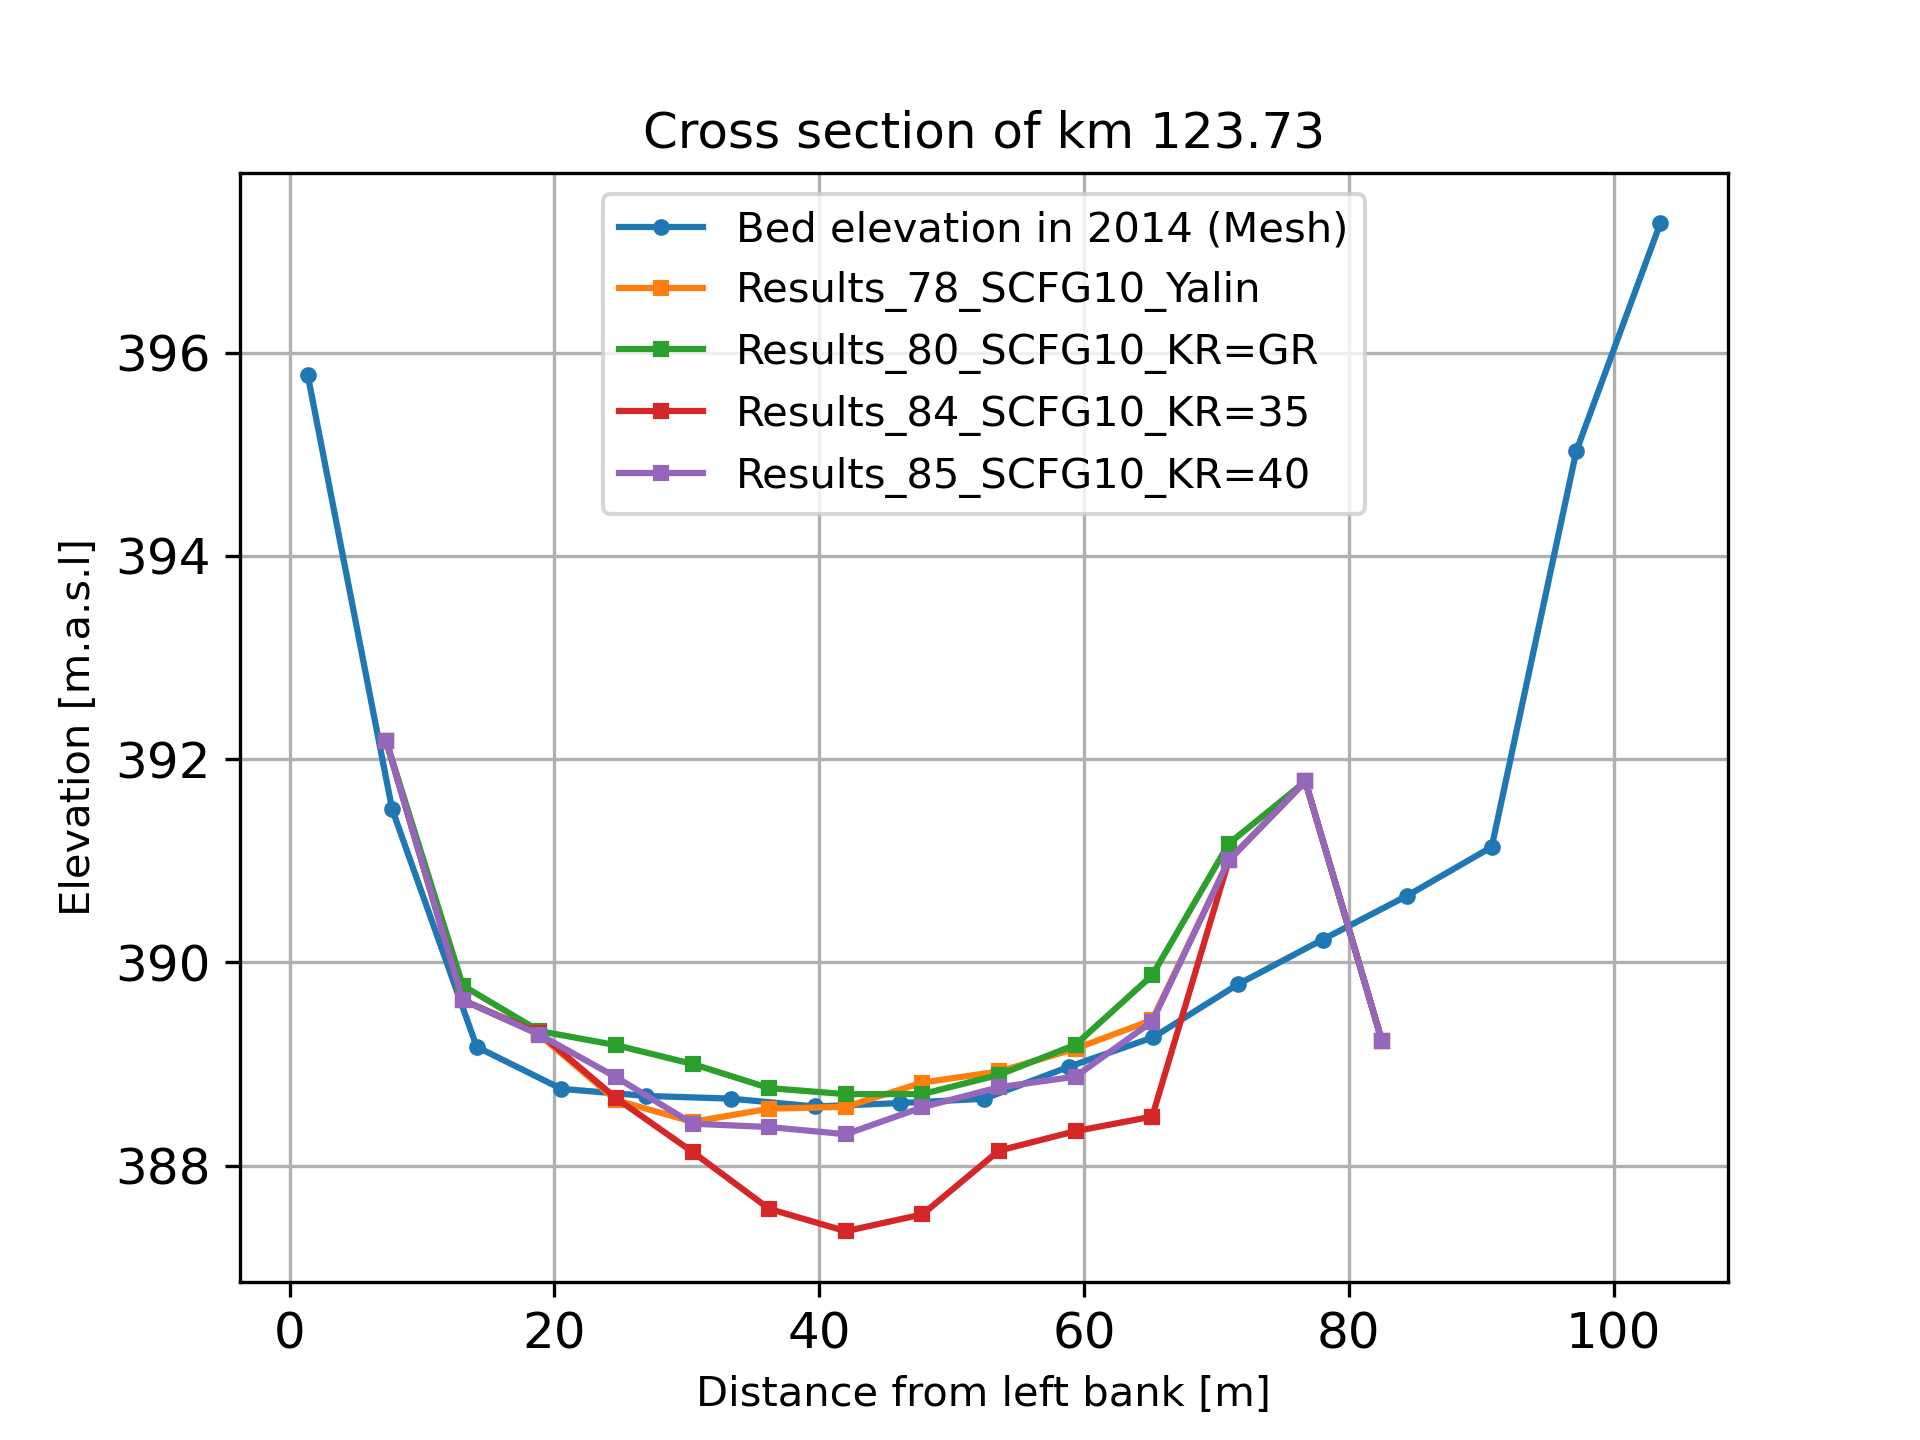 Cross section of km 123.73
Bed elevation in 2014 (Mesh)
Results_78_SCFG10_Yalin
Results_80_SCFG10_KR=GR
Results_84_SCFG10_KR=35
Results_85_SCFG10_KR=40
Elevation [m.a.s.l]
396
394
392
390
388
0 20 40 60 80 100
Distance from left bank [m]